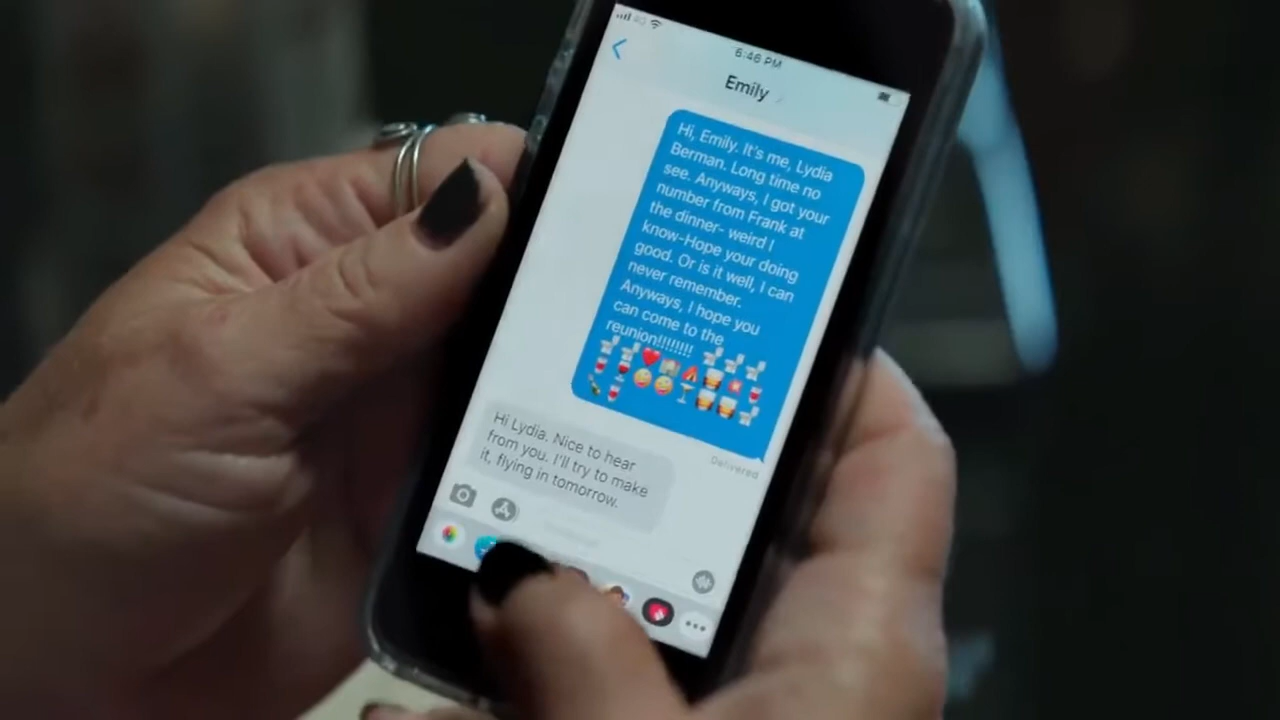 4G
6:46 PM
Emily
Hi, Emily. It's me, Lydia
Berman. Long time no
see. Anyways, I got your
number from Frank at
the dinner- weird I
know-Hope your doing
good. Or is it well, I can
never remember.
Anyways, I hope you
can come to the
reunion!!!!!!!!
Delivered
Hi Lydia. Nice to hear
from you. I'll try to make
it, flying in tomorrow.